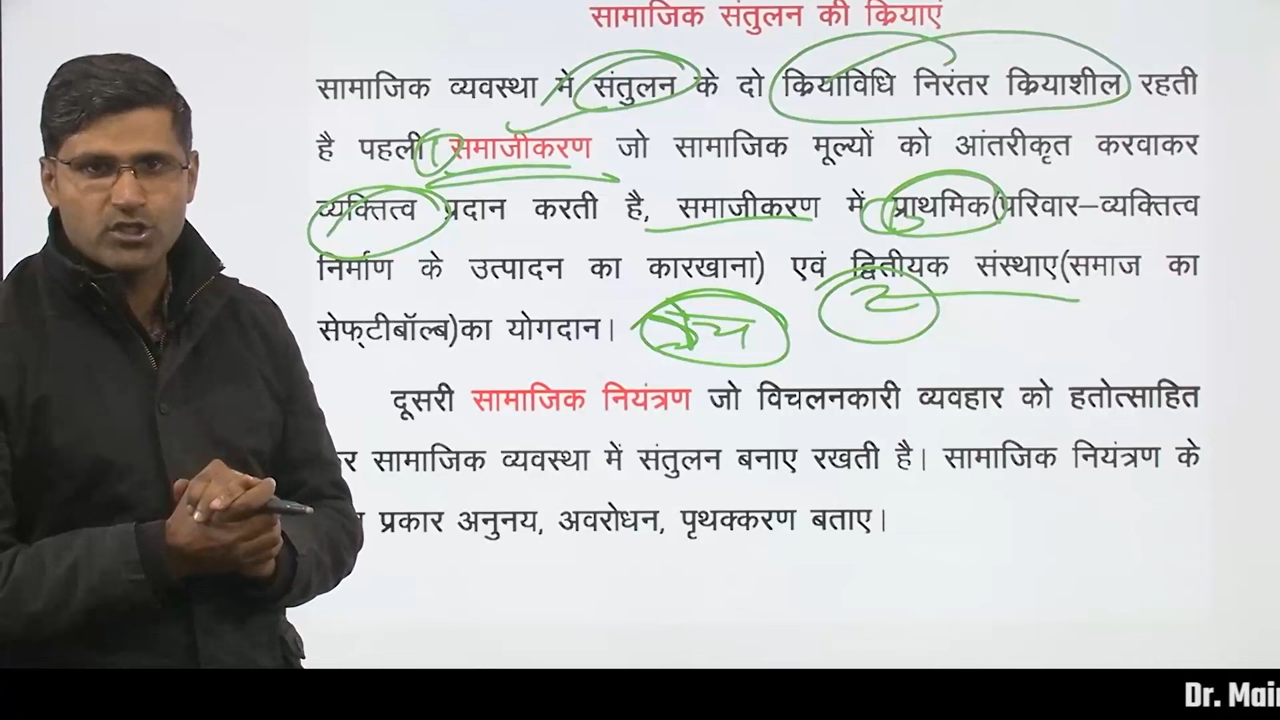 सामाजिक संतुलन की क्रियाएं
सामाजिक व्यवस्था मे संतुलन के दो क्रियाविधि निरंतर क्रियाशील रहती
है पहली समाजीकरण जो सामाजिक मूल्यों को आंतरीकृत करवाकर
व्यक्तित्व प्रदान करती है, समाजीकरण में प्राथमिक(परिवार–व्यक्तित्व
निर्माण के उत्पादन का कारखाना) एवं द्वितीयक संस्थाए(समाज का
सेफ्टीबॉल्ब)का योगदान।
दूसरी सामाजिक नियंत्रण जो विचलनकारी व्यवहार को हतोत्साहित
सामाजिक व्यवस्था में संतुलन बनाए रखती है। सामाजिक नियंत्रण के
प्रकार अनुनय, अवरोधन, पृथक्करण बताए।
Dr.